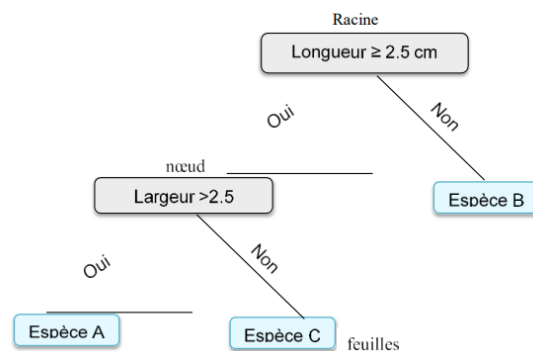 Racine
Longueur ≥ 2.5 cm
Oui
Non
nœud
Largeur >2.5
Espèce B
Oui
Non
Espèce A
Espèce C
feuilles